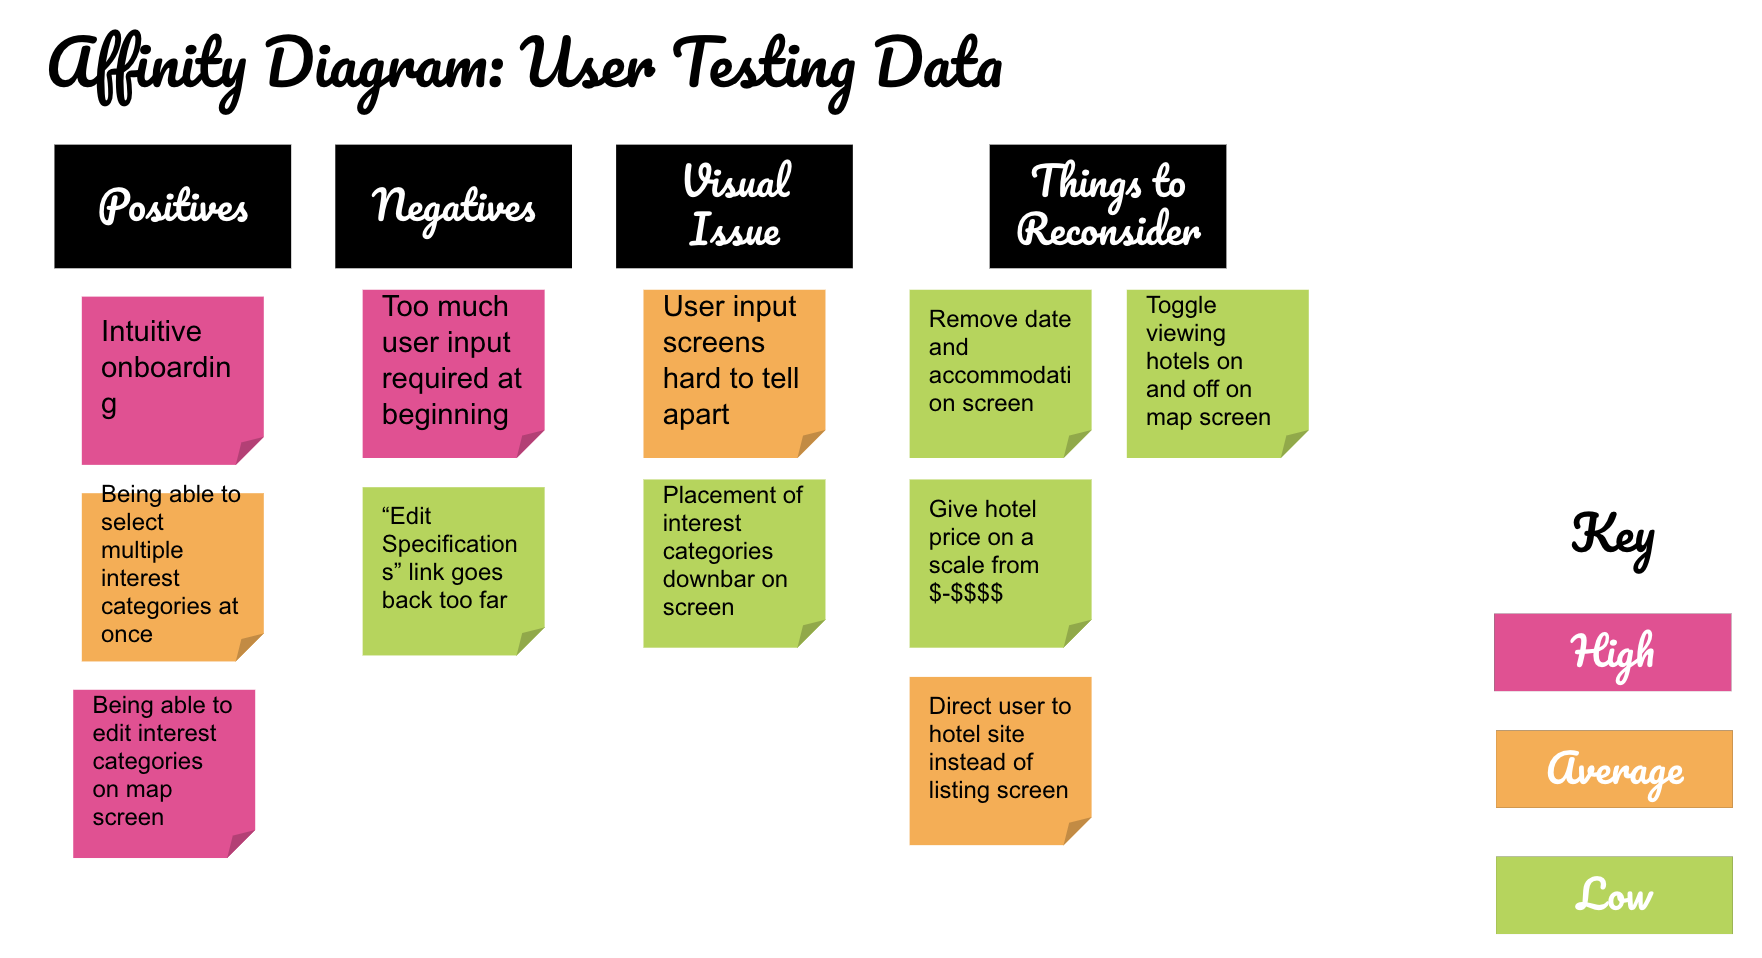 Affinity Diagram: User Testing Data
Positives
Intuitive
onboardin
g
Being able to
select
multiple
interest
categories at
once
Being able to
edit interest
categories
on map
screen
Negatives
Too much
user input
required at
beginning
“Edit
Specification
s” link goes
back too far
Visual
Issue
User input
screens
hard to tell
apart
Placement of
interest
categories
downbar on
screen
Things to
Reconsider
Remove date
and
accommodati
on screen
Toggle
viewing
hotels on
and off on
map screen
Give hotel
price on a
scale from
$-$$$$
Direct user to
hotel site
instead of
listing screen
Key
High
Average
Low